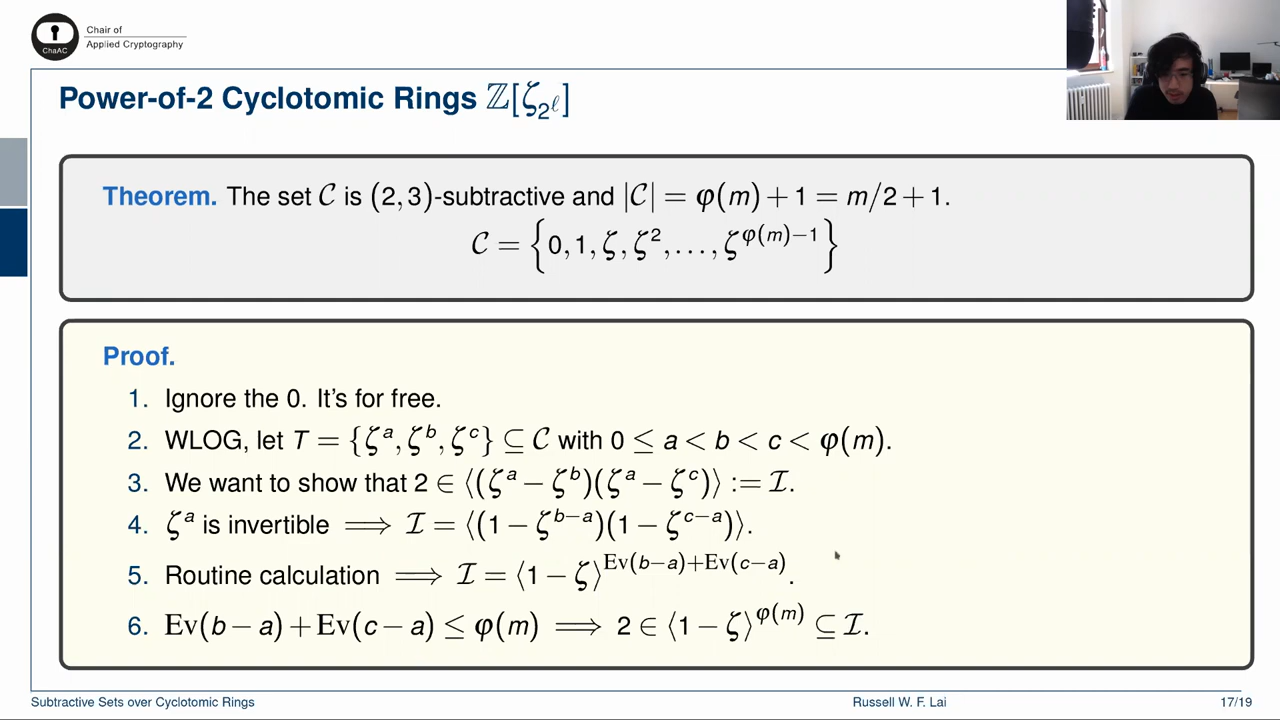 Chair of
Applied Cryptography
ChaAC
Power-of-2 Cyclotomic Rings ℤ[ζ_{2^ℓ}]
Theorem. The set 𝒞 is (2,3)-subtractive and |𝒞| = φ(m) + 1 = m/2 + 1.
𝒞 = {0, 1, ζ, ζ², …, ζ^{φ(m)−1}}
Proof.
1. Ignore the 0. It's for free.
2. WLOG, let T = {ζ^a, ζ^b, ζ^c} ⊆ 𝒞 with 0 ≤ a < b < c < φ(m).
3. We want to show that 2 ∈ ⟨(ζ^a − ζ^b)(ζ^a − ζ^c)⟩ := ℐ.
4. ζ^a is invertible ⟹ ℐ = ⟨(1 − ζ^{b−a})(1 − ζ^{c−a})⟩.
5. Routine calculation ⟹ ℐ = ⟨1 − ζ⟩^{Ev(b−a)+Ev(c−a)}.
6. Ev(b − a) + Ev(c − a) ≤ φ(m) ⟹ 2 ∈ ⟨1 − ζ⟩^{φ(m)} ⊆ ℐ.
Subtractive Sets over Cyclotomic Rings
Russell W. F. Lai
17/19